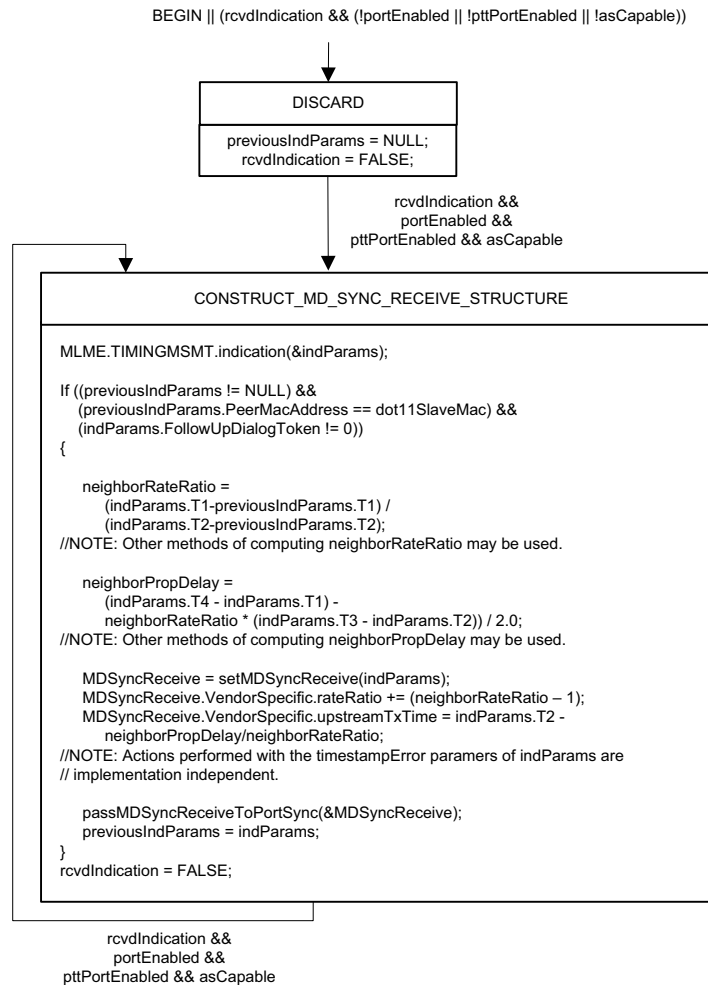 BEGIN || (rcvdIndication && (!portEnabled || !pttPortEnabled || !asCapable))
DISCARD
previousIndParams = NULL;
rcvdIndication = FALSE;
rcvdIndication &&
portEnabled &&
pttPortEnabled && asCapable
CONSTRUCT_MD_SYNC_RECEIVE_STRUCTURE
MLME.TIMINGMSMT.indication(&indParams);
If ((previousIndParams != NULL) &&
(previousIndParams.PeerMacAddress == dot11SlaveMac) &&
(indParams.FollowUpDialogToken != 0))
{
neighborRateRatio =
(indParams.T1-previousIndParams.T1) /
(indParams.T2-previousIndParams.T2);
//NOTE: Other methods of computing neighborRateRatio may be used.
neighborPropDelay =
(indParams.T4 - indParams.T1) -
neighborRateRatio * (indParams.T3 - indParams.T2)) / 2.0;
//NOTE: Other methods of computing neighborPropDelay may be used.
MDSyncReceive = setMDSyncReceive(indParams);
MDSyncReceive.VendorSpecific.rateRatio += (neighborRateRatio – 1);
MDSyncReceive.VendorSpecific.upstreamTxTime = indParams.T2 -
neighborPropDelay/neighborRateRatio;
//NOTE: Actions performed with the timestampError paramers of indParams are
// implementation independent.
passMDSyncReceiveToPortSync(&MDSyncReceive);
previousIndParams = indParams;
}
rcvdIndication = FALSE;
rcvdIndication &&
portEnabled &&
pttPortEnabled && asCapable